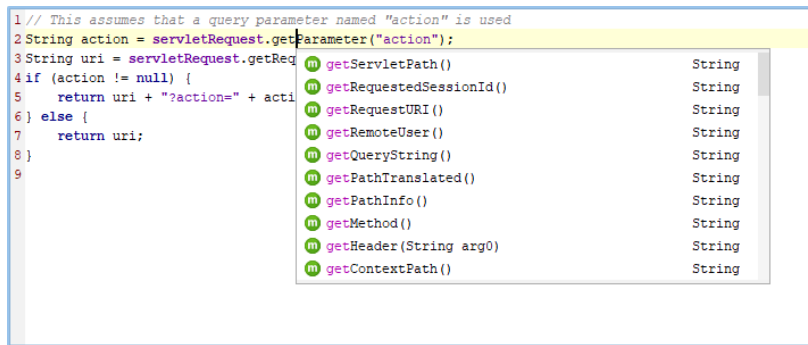 1 // This assumes that a query parameter named "action" is used
2 String action = servletRequest.getParameter("action");
3 String uri = servletRequest.getReq
4 if (action != null) {
5 return uri + "?action=" + acti
6 } else {
7 return uri;
8 }
9
m getServletPath() String
m getRequestedSessionId() String
m getRequestURI() String
m getRemoteUser() String
m getQueryString() String
m getPathTranslated() String
m getPathInfo() String
m getMethod() String
m getHeader(String arg0) String
m getContextPath() String